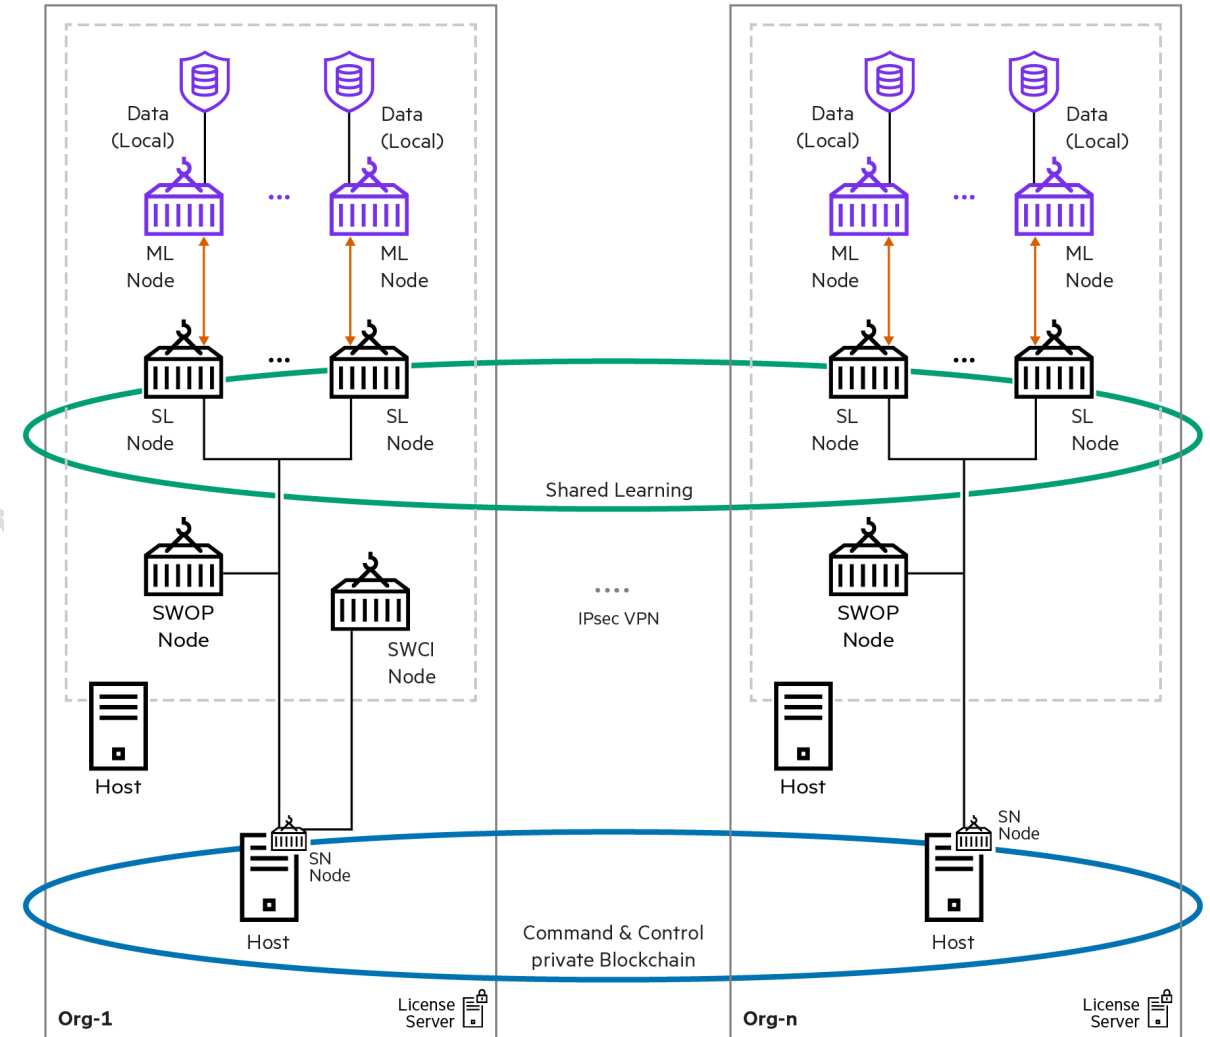 Data
(Local)
Data
(Local)
Data
(Local)
Data
(Local)
...
...
ML
Node
ML
Node
ML
Node
ML
Node
...
...
SL
Node
SL
Node
SL
Node
SL
Node
Shared Learning
SWOP
Node
SWCI
Node
....
IPsec VPN
SWOP
Node
Host
Host
SN
Node
SN
Node
Host
Host
Command & Control
private Blockchain
Org-1
License
Server
Org-n
License
Server